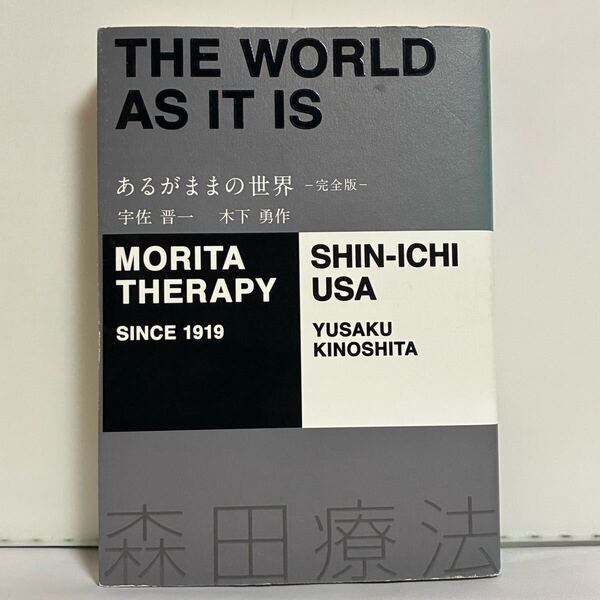 THE WORLD
AS IT IS
あるがままの世界 －完全版－
宇佐 晋一 木下 勇作
MORITA
THERAPY
SINCE 1919
SHIN-ICHI
USA
YUSAKU
KINOSHITA
森田療法